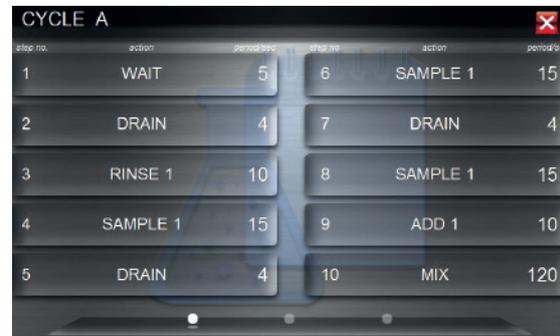 CYCLE A
step no. action period/sec step no. action period/s
1 WAIT 5 6 SAMPLE 1 15
2 DRAIN 4 7 DRAIN 4
3 RINSE 1 10 8 SAMPLE 1 15
4 SAMPLE 1 15 9 ADD 1 10
5 DRAIN 4 10 MIX 120